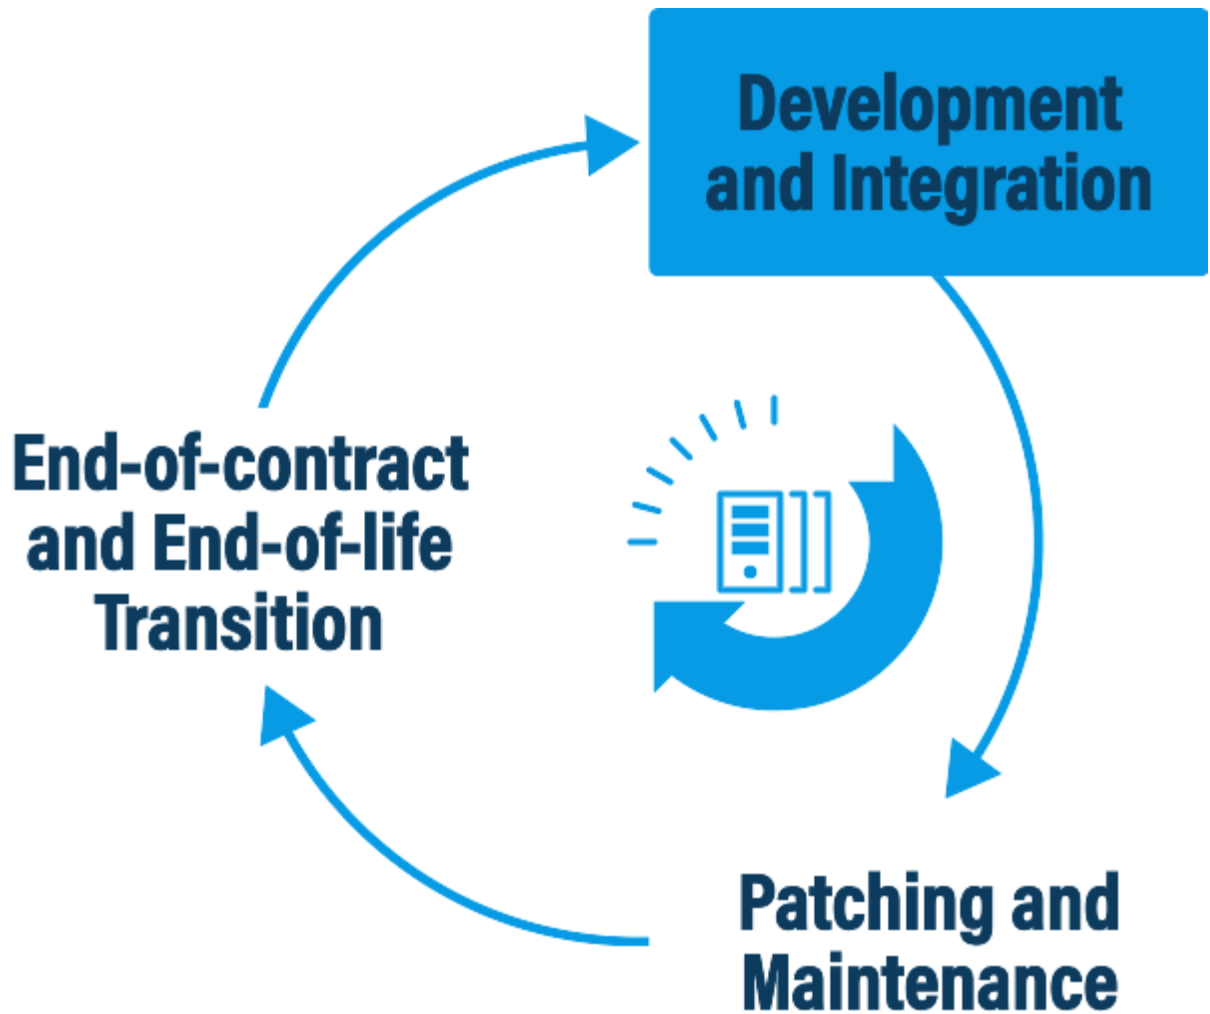 Development
and Integration
End-of-contract
and End-of-life
Transition
Patching and
Maintenance